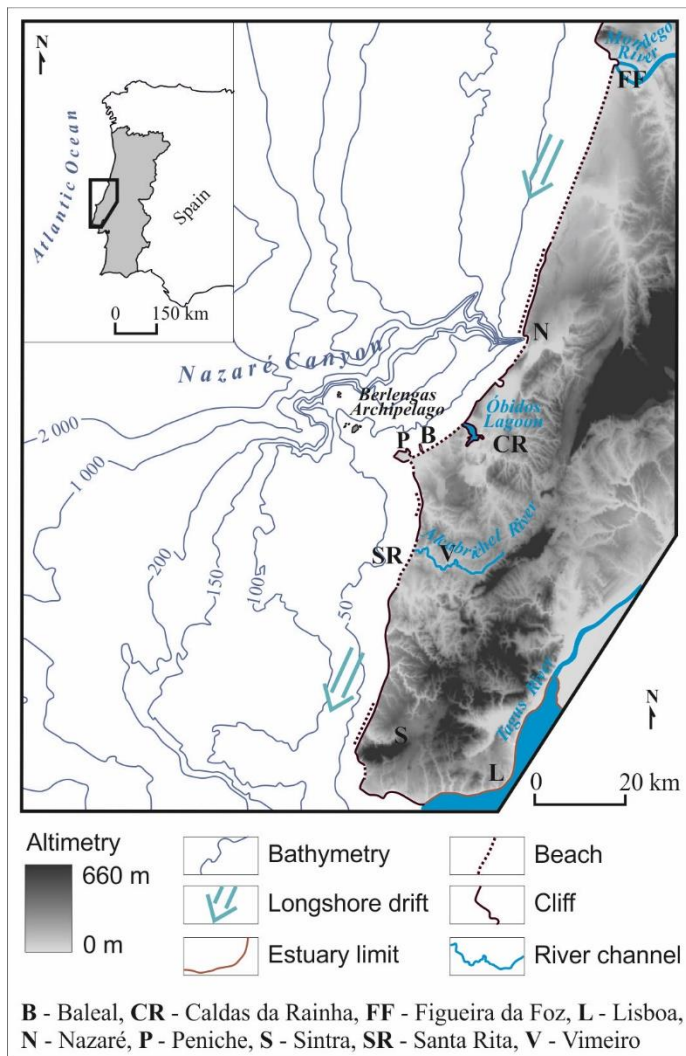 N
Atlantic Ocean
Spain
0 150 km
Mondego
River
FF
N
Nazaré Canyon
Berlengas
Archipelago
Óbidos
Lagoon
P
B
CR
2 000
1 000
200
150
100
50
SR
V
River
S
Tagus River
L
N
0 20 km
Altimetry
660 m
0 m
Bathymetry
Longshore drift
Estuary limit
Beach
Cliff
River channel
B - Baleal, CR - Caldas da Rainha, FF - Figueira da Foz, L - Lisboa,
N - Nazaré, P - Peniche, S - Sintra, SR - Santa Rita, V - Vimeiro